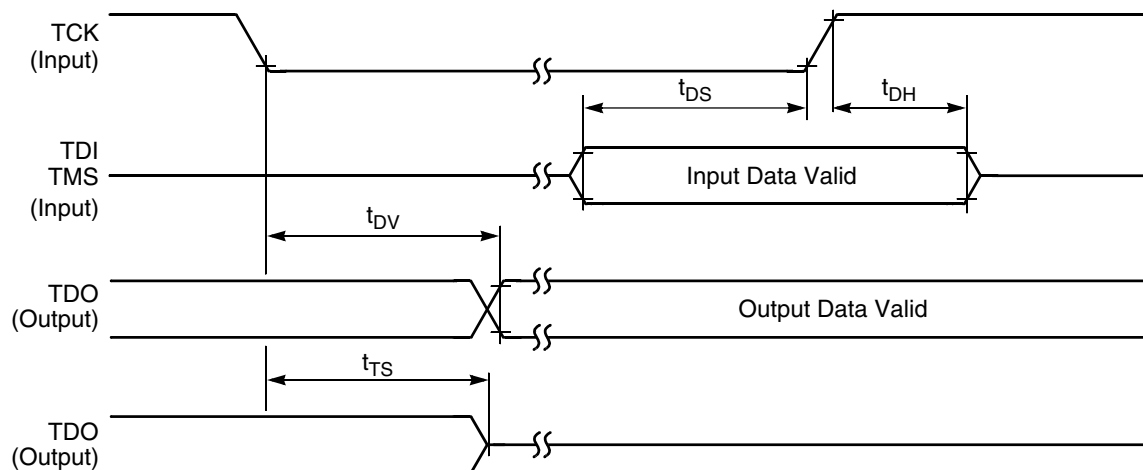 TCK
(Input)
tDS
tDH
TDI
TMS
(Input)
Input Data Valid
tDV
TDO
(Output)
Output Data Valid
tTS
TDO
(Output)